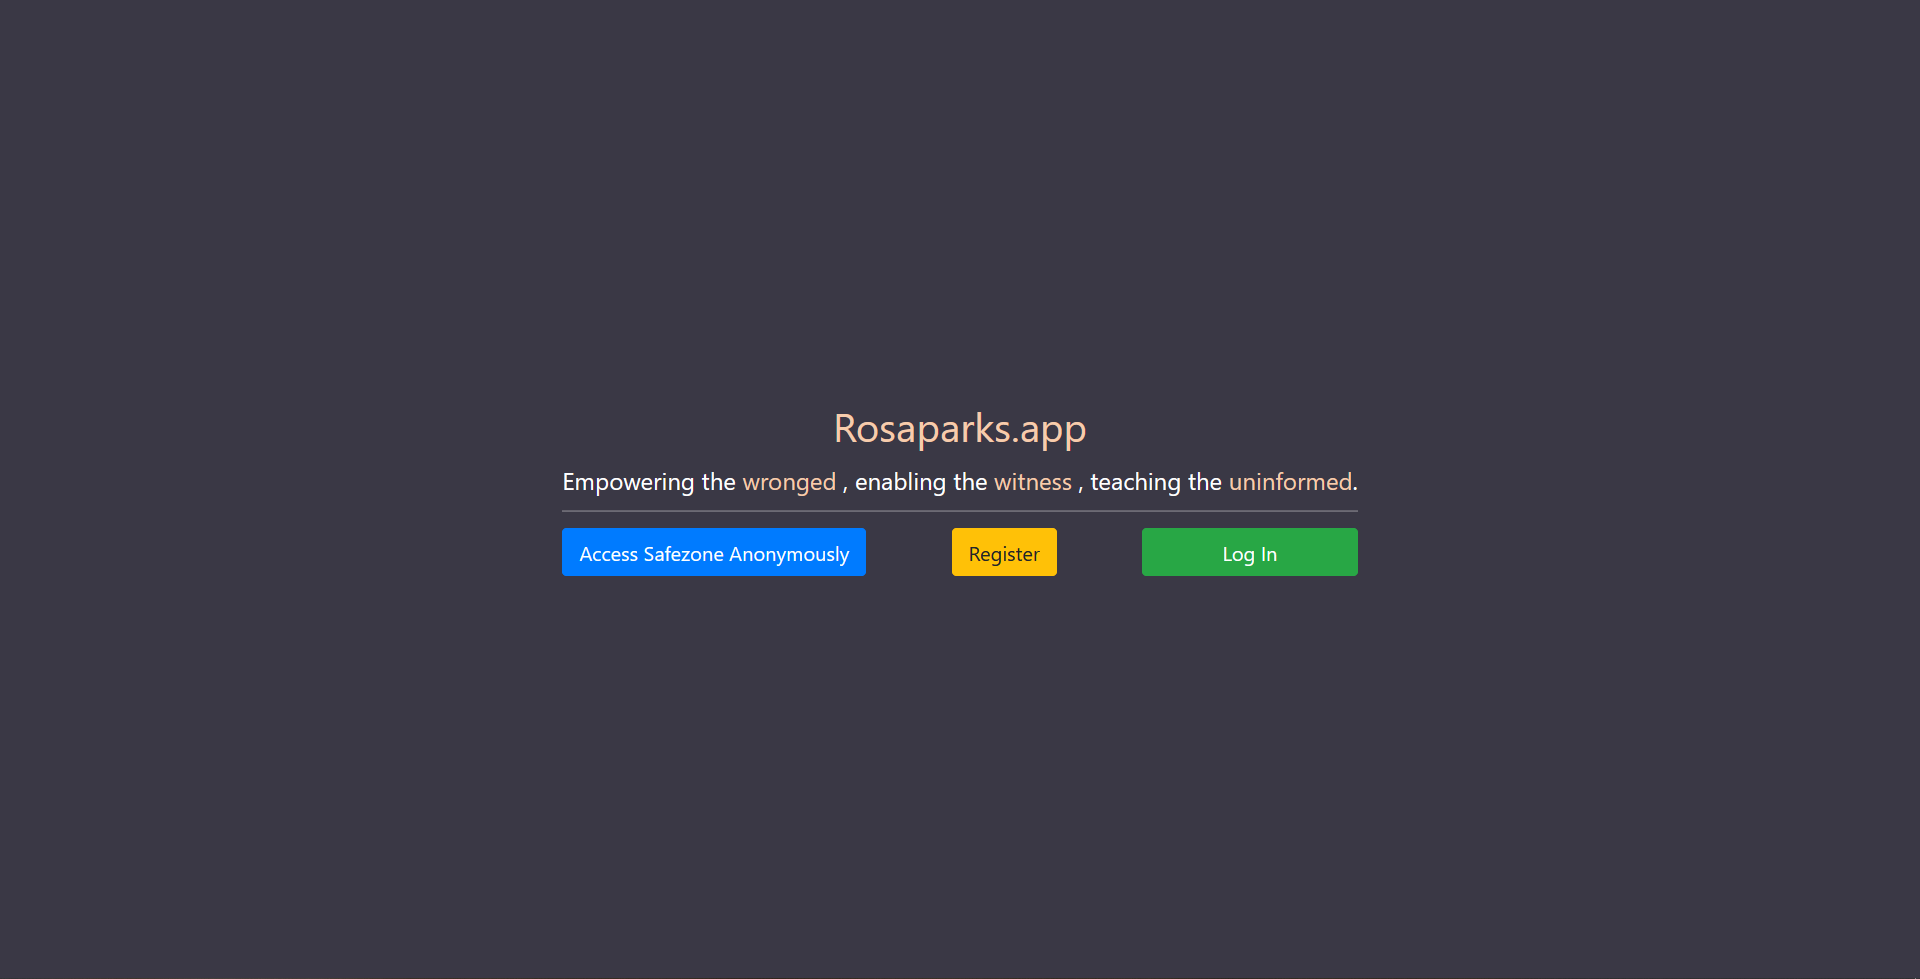 Rosaparks.app
Empowering the wronged , enabling the witness , teaching the uninformed.
Access Safezone Anonymously
Register
Log In